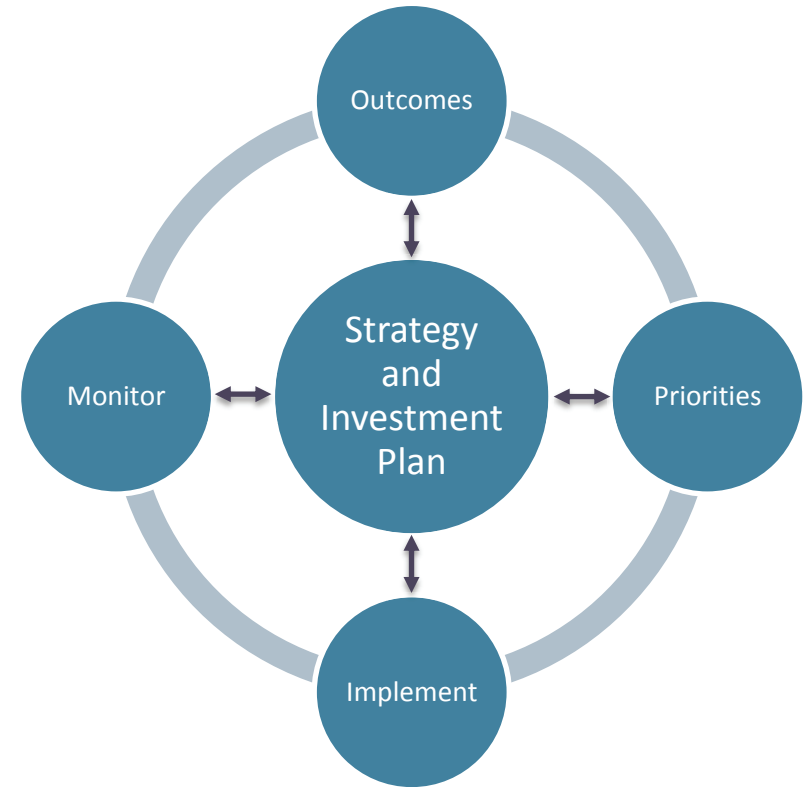 Outcomes
Strategy
and
Investment
Plan
Monitor
Priorities
Implement